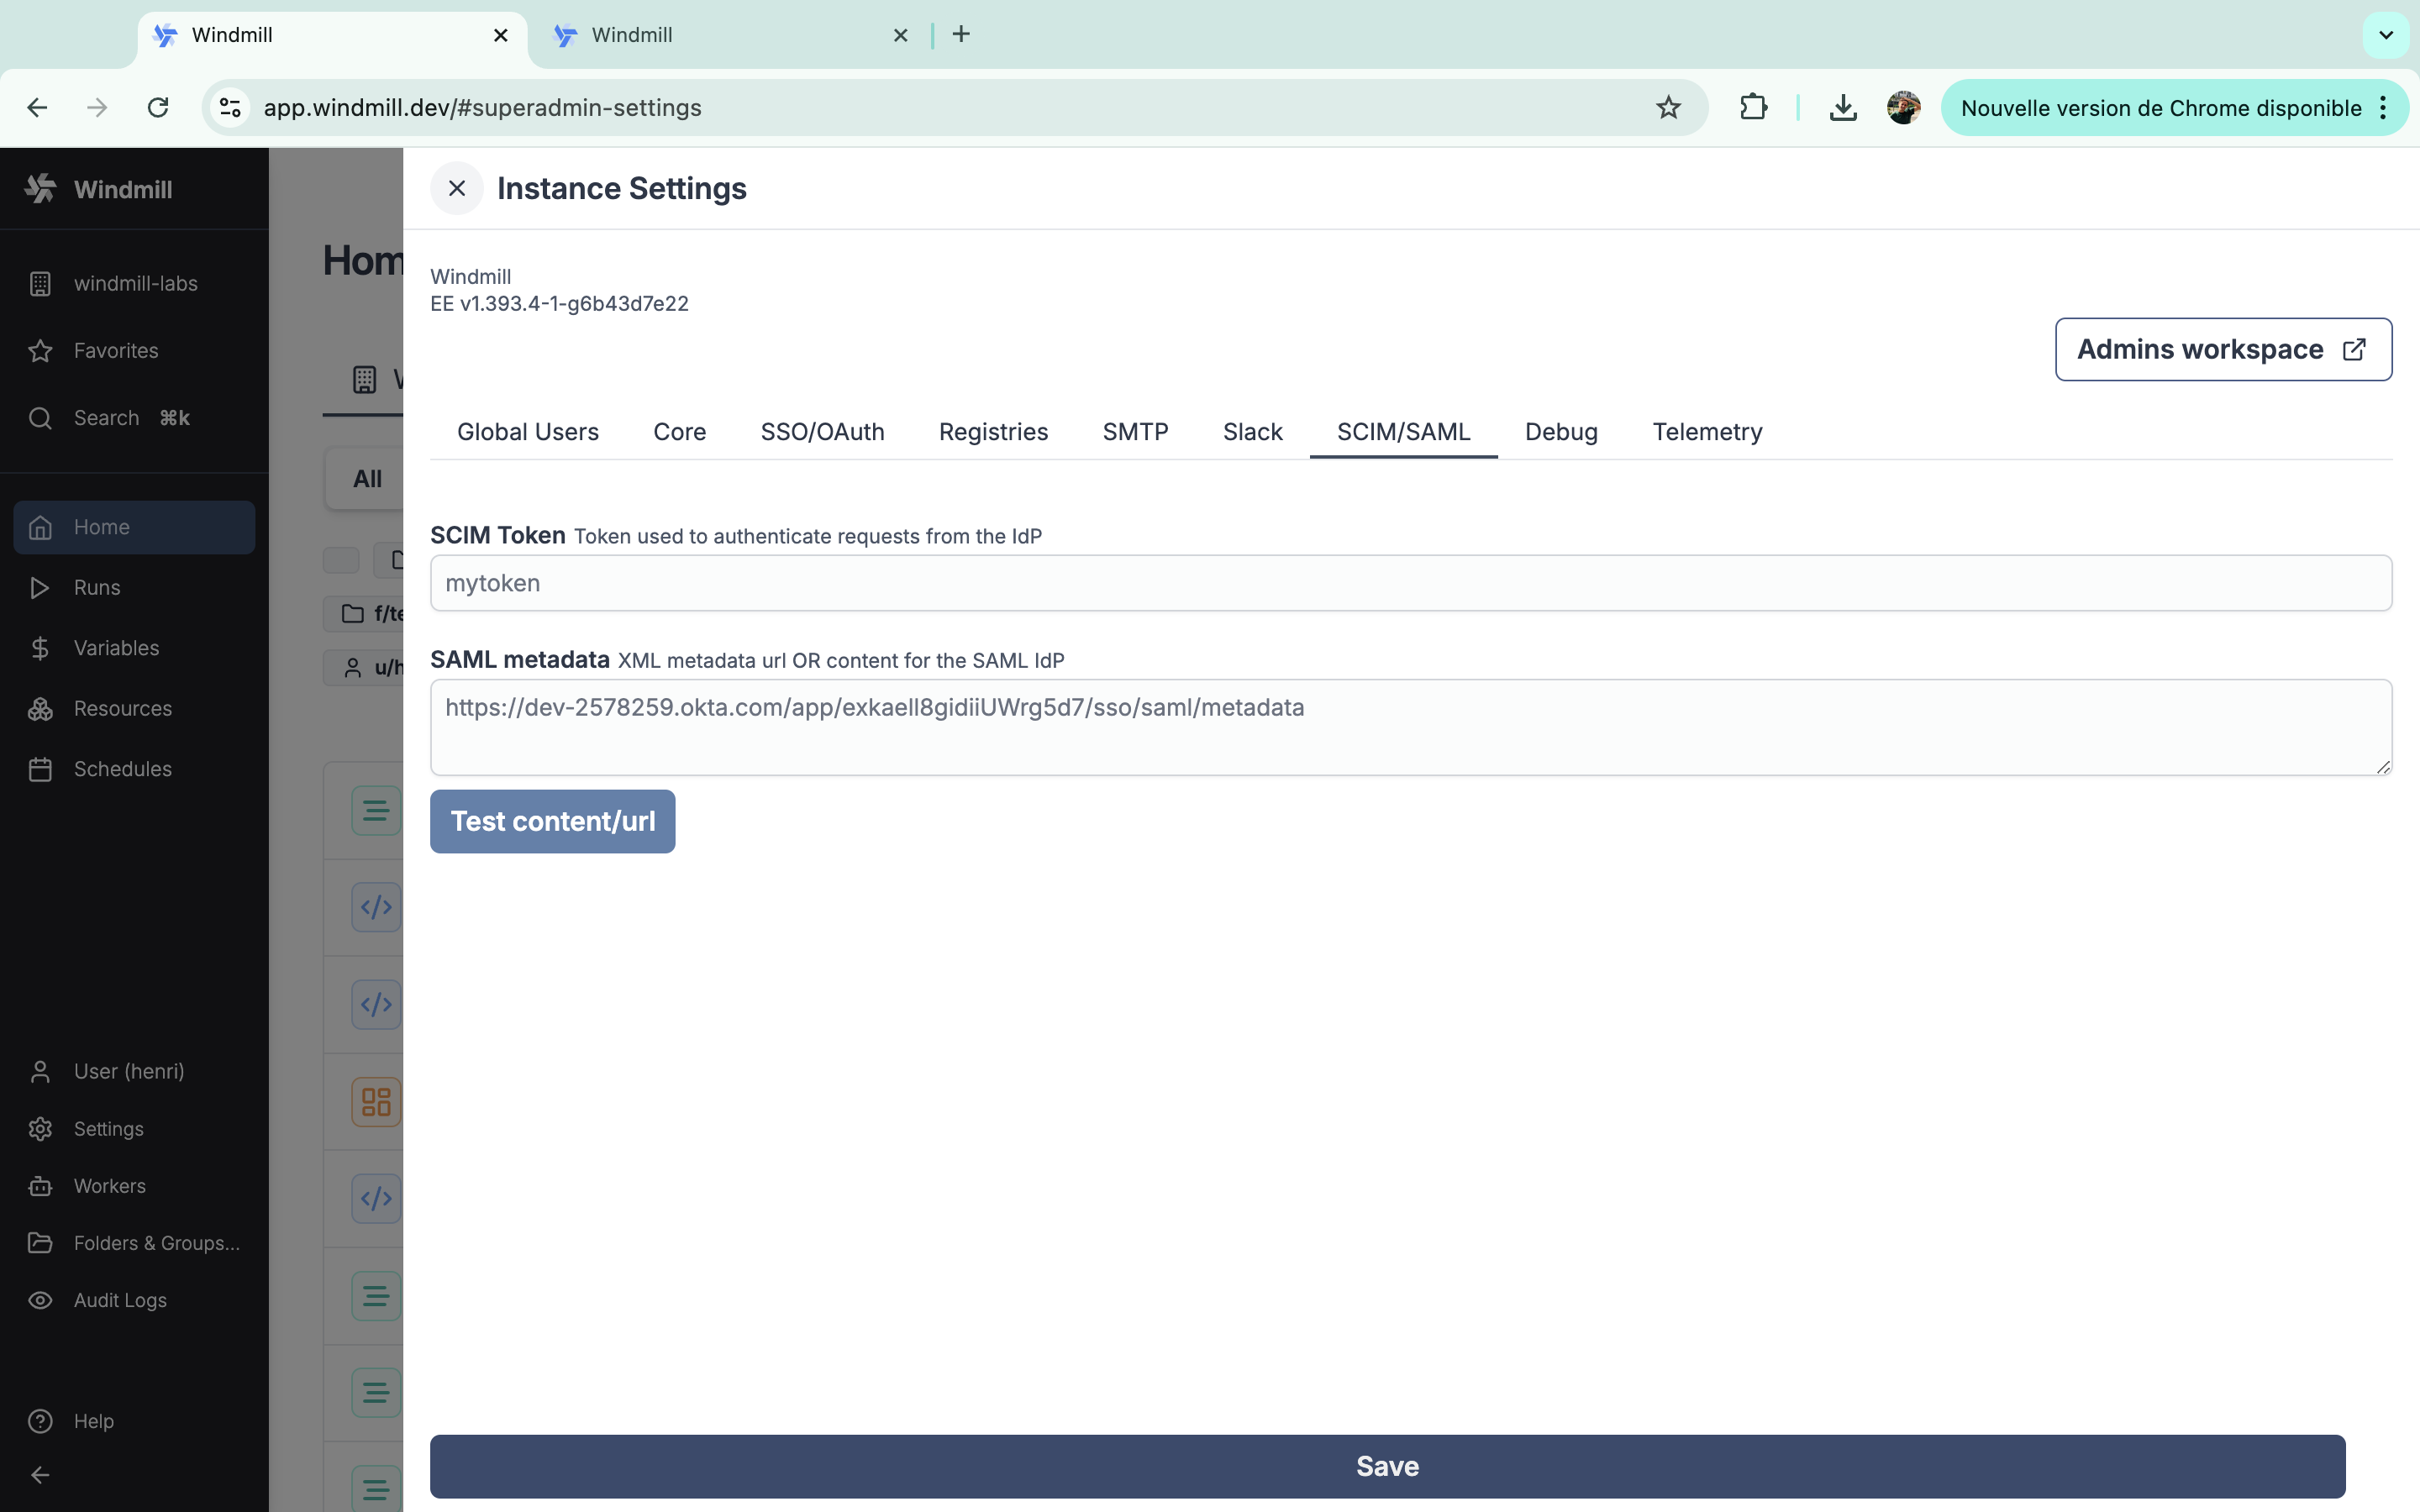 Windmill
Windmill
app.windmill.dev/#superadmin-settings
Nouvelle version de Chrome disponible
Windmill
windmill-labs
Favorites
Search ⌘k
Home
Runs
Variables
Resources
Schedules
User (henri)
Settings
Workers
Folders & Groups...
Audit Logs
Help
Hom
All
f/te
u/h
Instance Settings
Windmill
EE v1.393.4-1-g6b43d7e22
Admins workspace
Global Users Core SSO/OAuth Registries SMTP Slack SCIM/SAML Debug Telemetry
SCIM Token Token used to authenticate requests from the IdP
mytoken
SAML metadata XML metadata url OR content for the SAML IdP
https://dev-2578259.okta.com/app/exkaell8gidiiUWrg5d7/sso/saml/metadata
Test content/url
Save